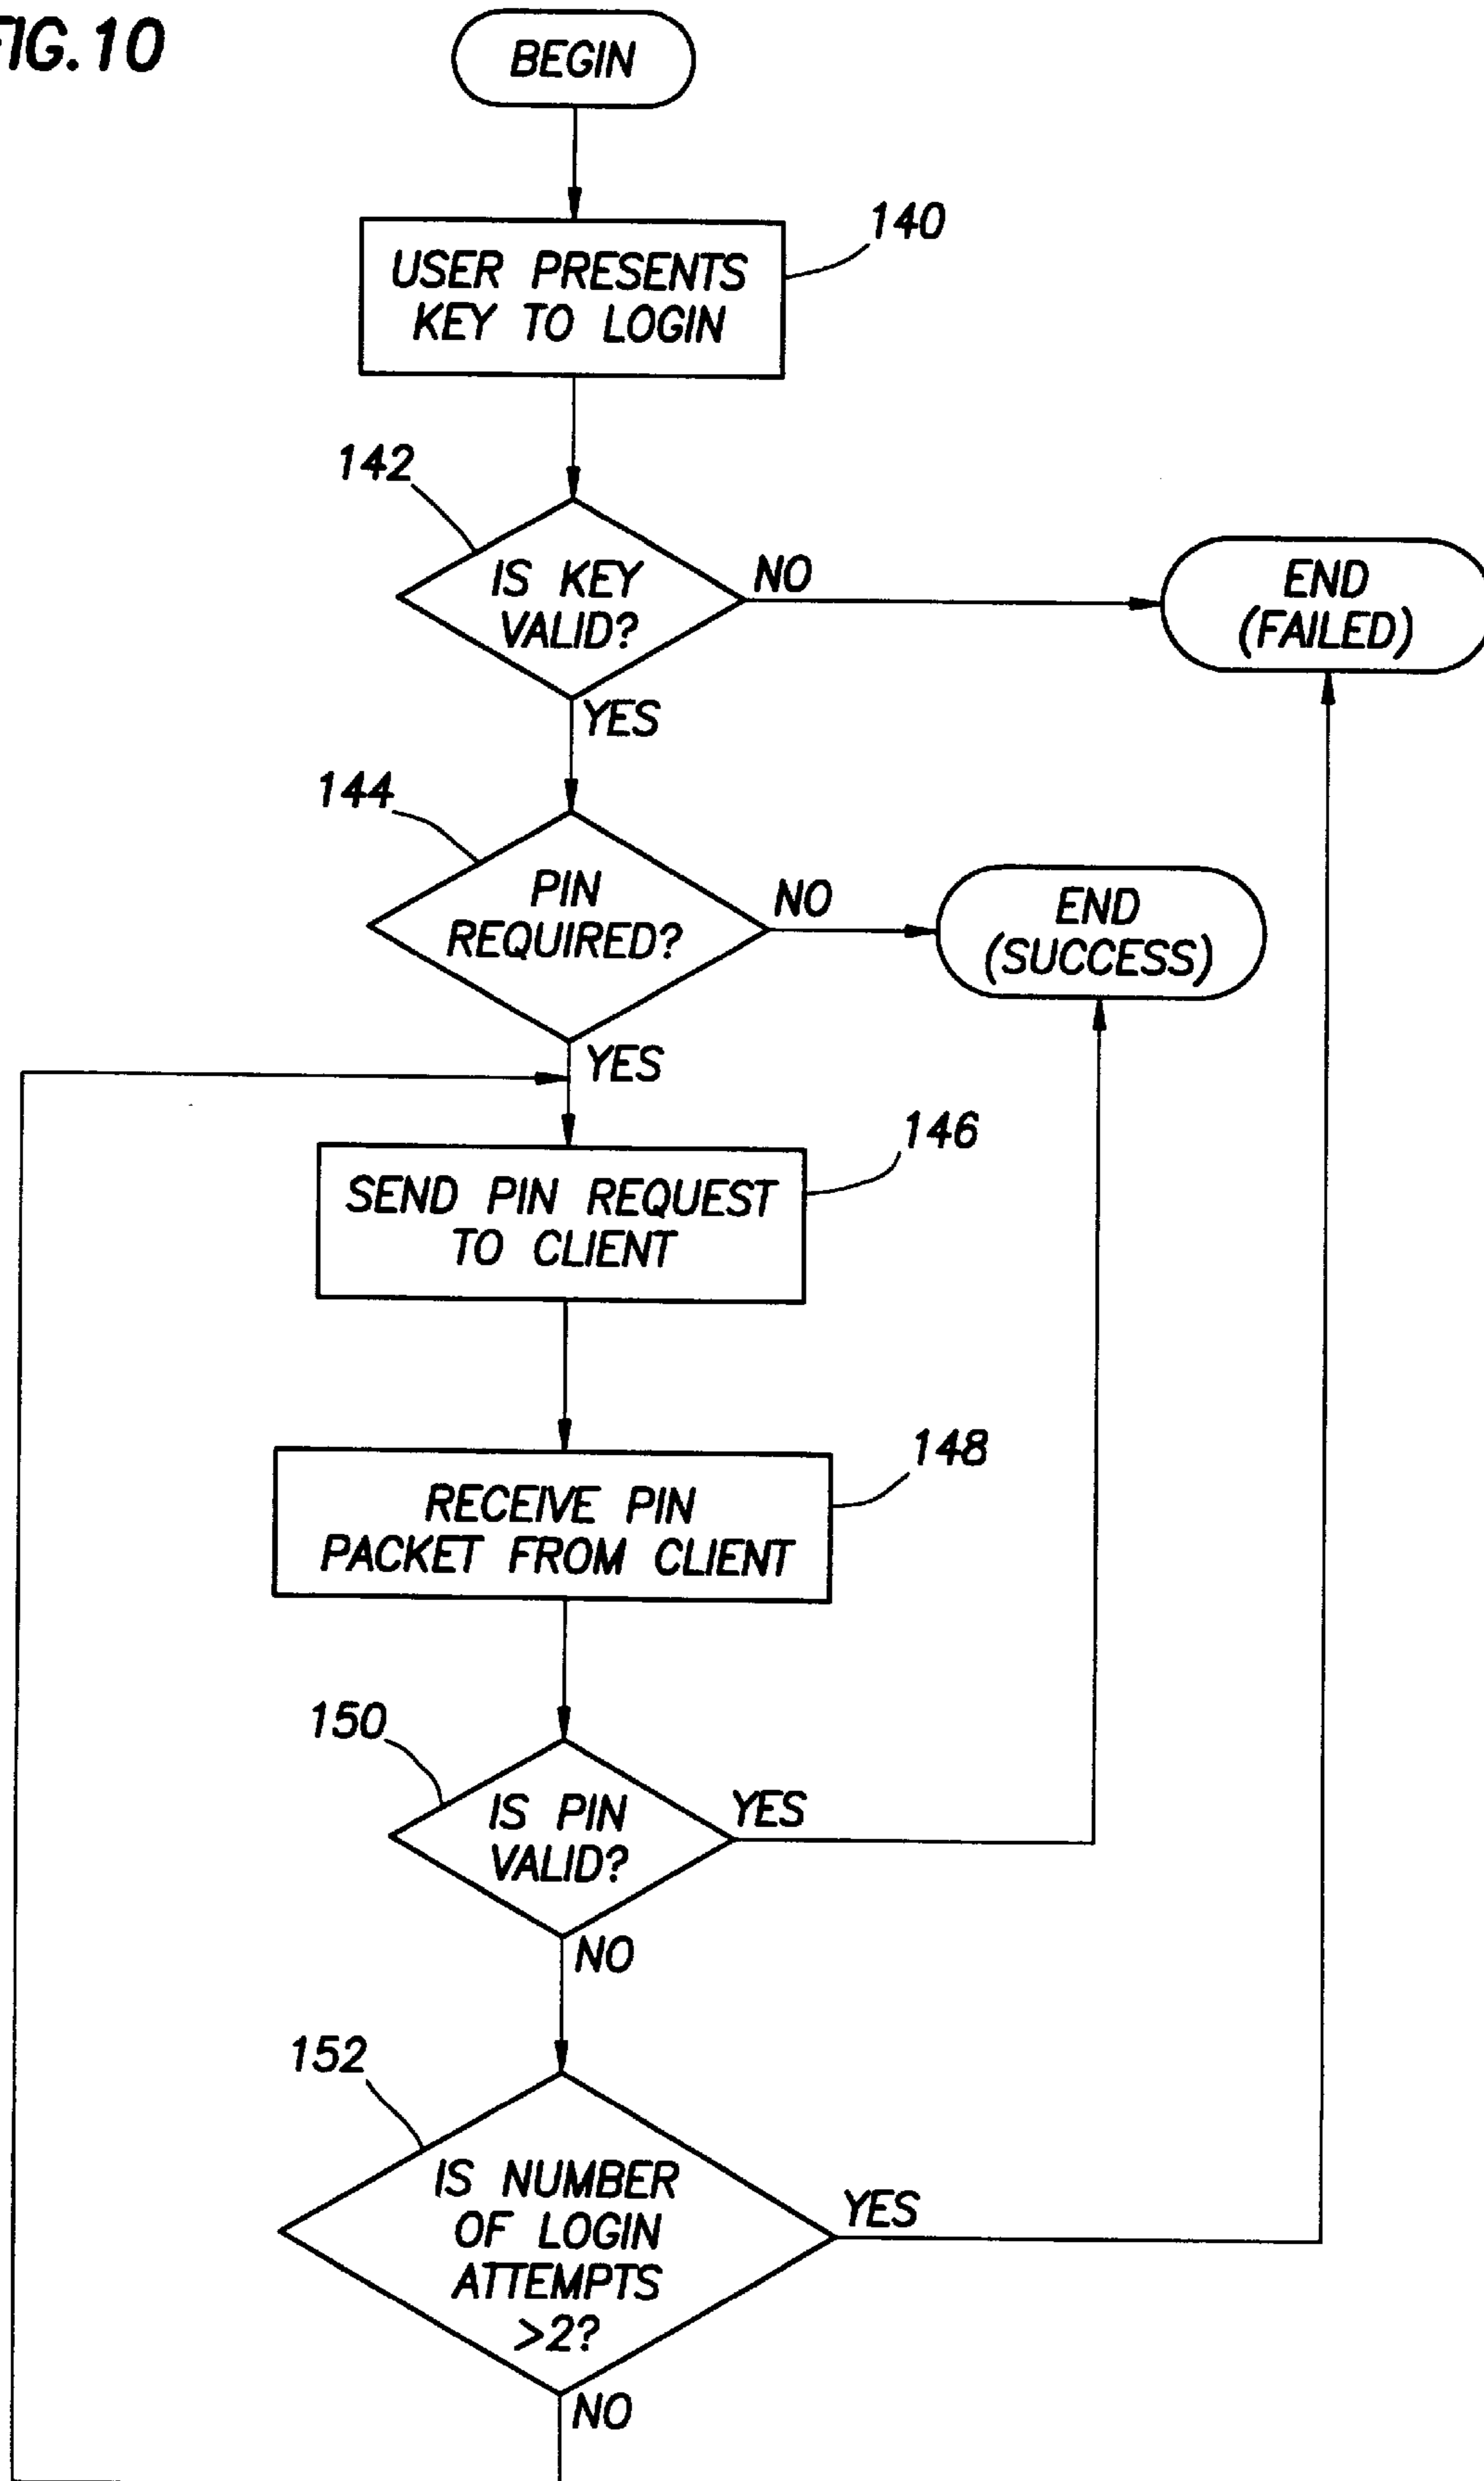 FIG.10
BEGIN
140
USER PRESENTS
KEY TO LOGIN
142
IS KEY
VALID?
NO
END
(FAILED)
YES
144
PIN
REQUIRED?
NO
END
(SUCCESS)
YES
146
SEND PIN REQUEST
TO CLIENT
148
RECEIVE PIN
PACKET FROM CLIENT
150
IS PIN
VALID?
YES
NO
152
IS NUMBER
OF LOGIN
ATTEMPTS
>2?
YES
NO